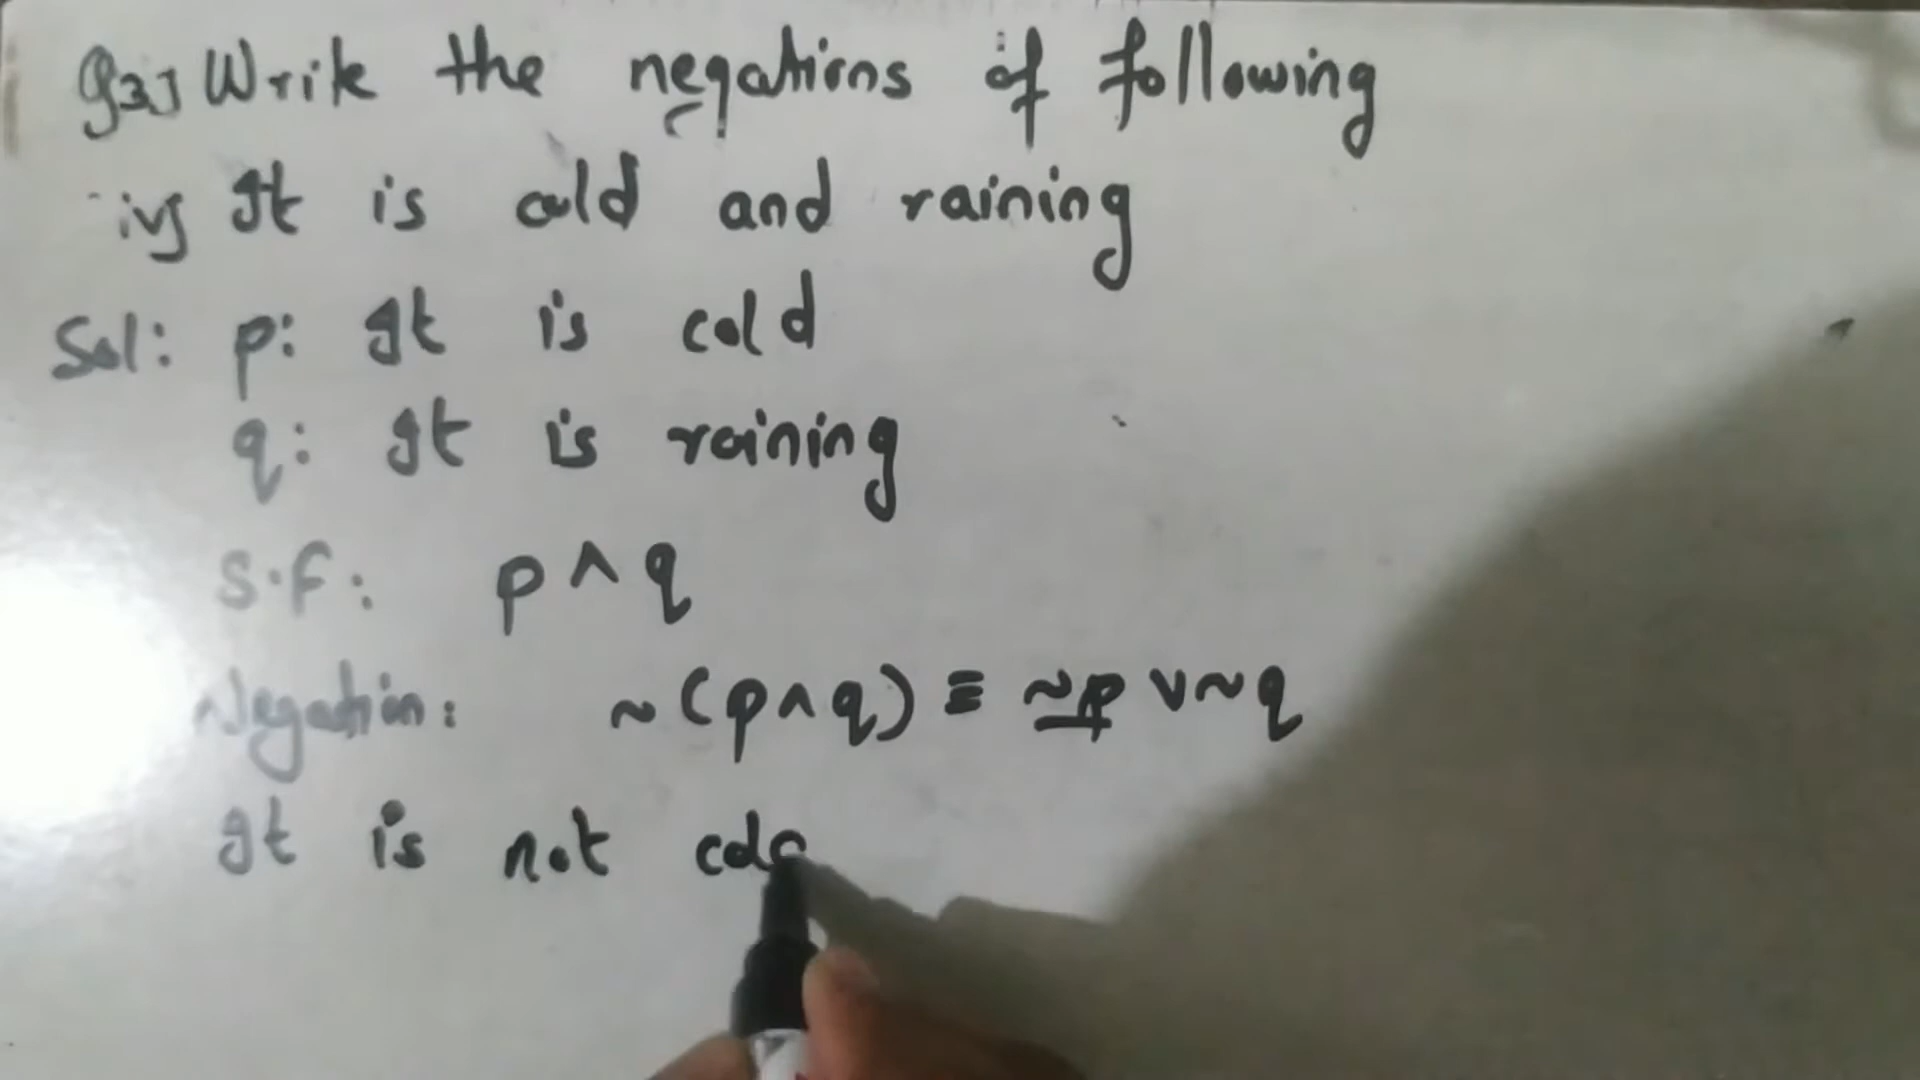 Q3] Write the negations of following
iv] It is cold and raining
Sol: p: It is cold
q: It is raining
S.F: p ∧ q
Negation: ~(p∧q) ≡ ~p ∨ ~q
It is not